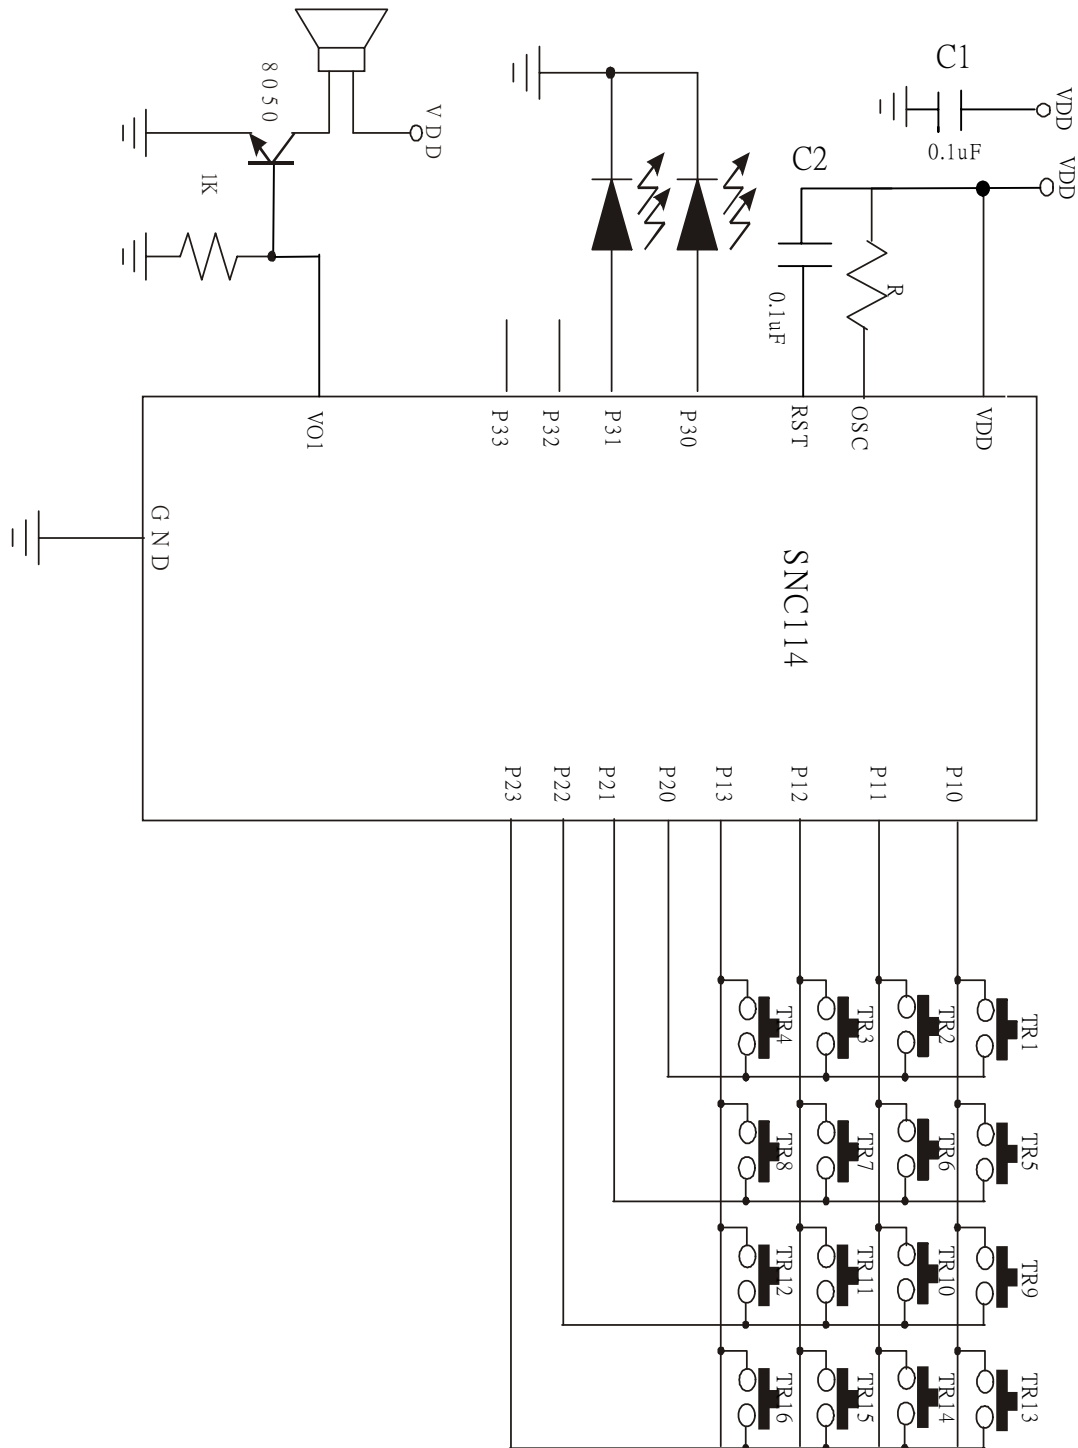 C1
VDD
0.1uF
VDD
C2
8050
VDD
1K
R
0.1uF
VO1
P33
P32
P31
P30
RST
OSC
VDD
GND
SNC114
P23
P22
P21
P20
P13
P12
P11
P10
TR4
TR3
TR2
TR1
TR8
TR7
TR6
TR5
TR12
TR11
TR10
TR9
TR16
TR15
TR14
TR13